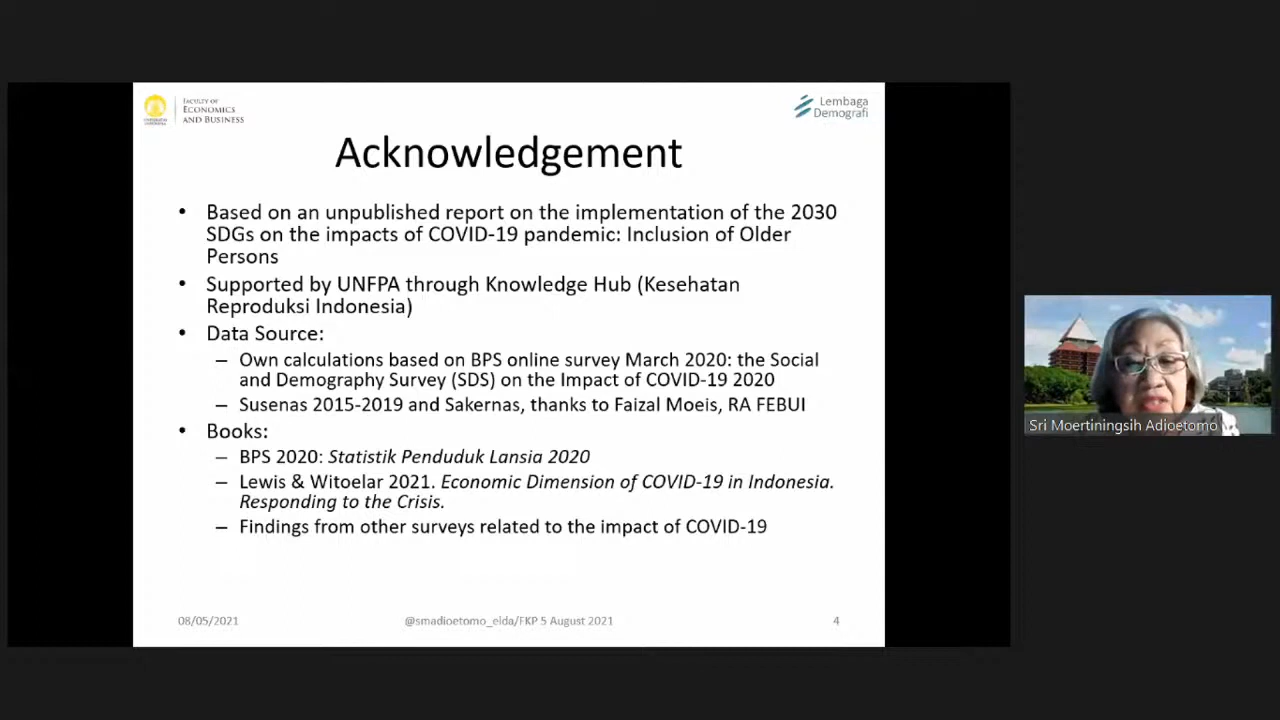 FACULTY OF
ECONOMICS
AND BUSINESS
Lembaga
Demografi
Acknowledgement
• Based on an unpublished report on the implementation of the 2030
SDGs on the impacts of COVID-19 pandemic: Inclusion of Older
Persons
• Supported by UNFPA through Knowledge Hub (Kesehatan
Reproduksi Indonesia)
• Data Source:
– Own calculations based on BPS online survey March 2020: the Social
and Demography Survey (SDS) on the Impact of COVID-19 2020
– Susenas 2015-2019 and Sakernas, thanks to Faizal Moeis, RA FEBUI
• Books:
– BPS 2020: Statistik Penduduk Lansia 2020
– Lewis & Witoelar 2021. Economic Dimension of COVID-19 in Indonesia.
Responding to the Crisis.
– Findings from other surveys related to the impact of COVID-19
08/05/2021
@smadioetomo_elda/FKP 5 August 2021
4
Sri Moertiningsih Adioetomo